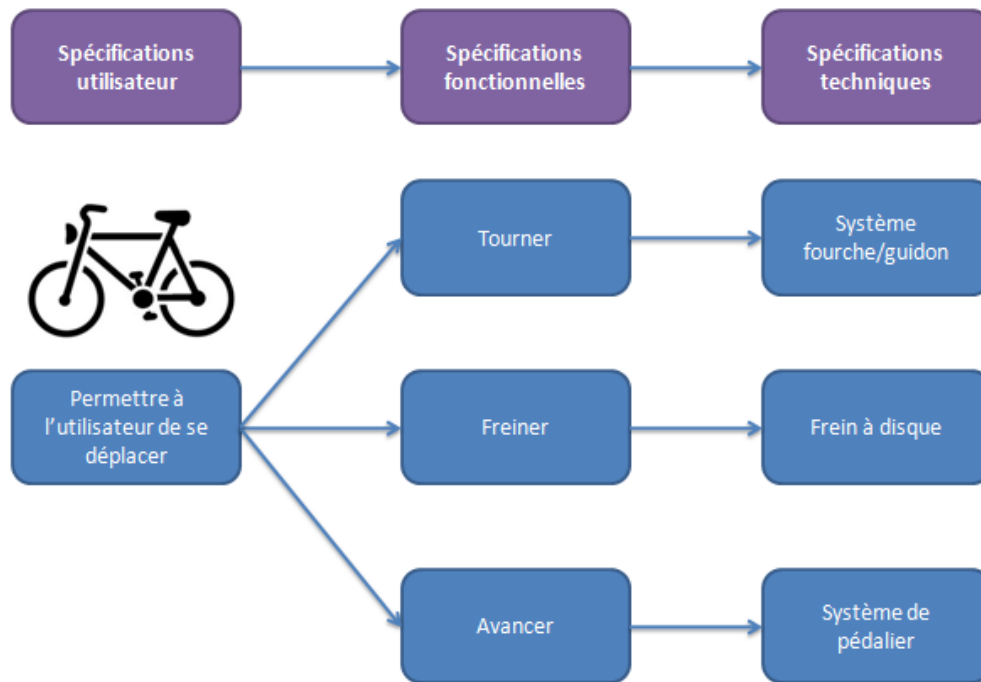 Spécifications
utilisateur
Spécifications
fonctionnelles
Spécifications
techniques
Tourner
Système
fourche/guidon
Permettre à
l'utilisateur de se
déplacer
Freiner
Frein à disque
Avancer
Système de
pédalier